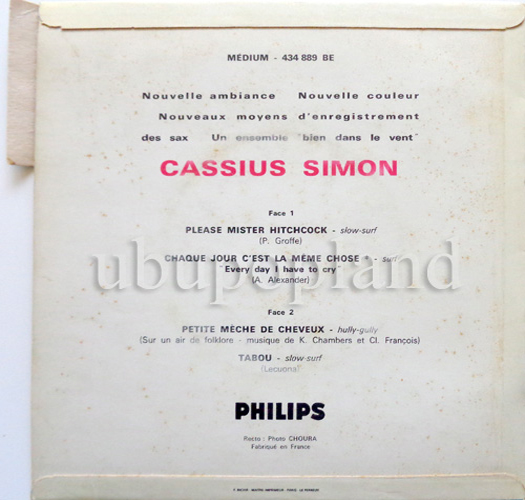 MÉDIUM - 434 889 BE
Nouvelle ambiance Nouvelle couleur
Nouveaux moyens d'enregistrement
des sax Un ensemble "bien dans le vent"
CASSIUS SIMON
Face 1
PLEASE MISTER HITCHCOCK - slow-surf
(P. Groffe)
CHAQUE JOUR C'EST LA MÊME CHOSE * - surf
"Every day I have to cry"
(A. Alexander)
ubupopland
Face 2
PETITE MÈCHE DE CHEVEUX - hully-gully
(Sur un air de folklore - musique de K. Chambers et Cl. François)
TABOU - slow-surf
(Lecuona)
PHILIPS
Recto : Photo CHOURA
Fabriqué en France